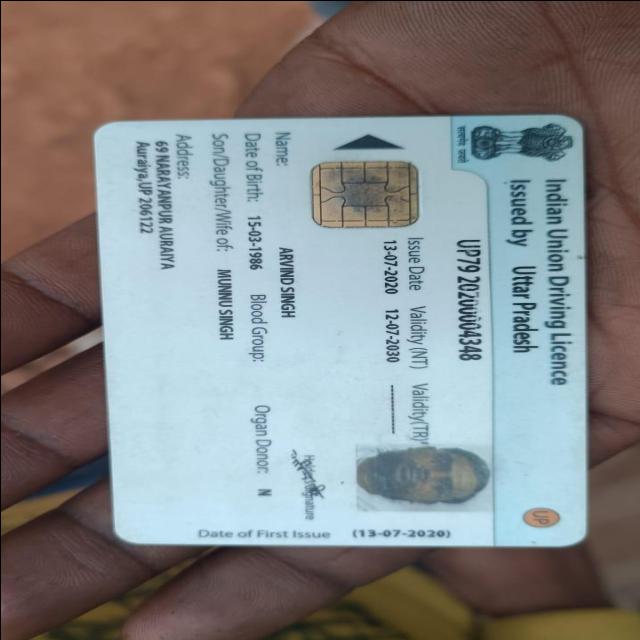 Indian Union Driving Licence
Issued by Uttar Pradesh
सत्यमेव जयते
UP
UP79 20200004348
Issue Date Validity (NT) Validity(TR)
13-07-2020 12-07-2030 ----------
Name: ARVIND SINGH
Holder's Signature
Date of Birth: 15-03-1986 Blood Group:
Organ Donor: N
Son/Daughter/Wife of: MUNNU SINGH
Address:
69 NARAYANPUR AURAIYA
Auraiya,UP 206122
Date of First Issue (13-07-2020)